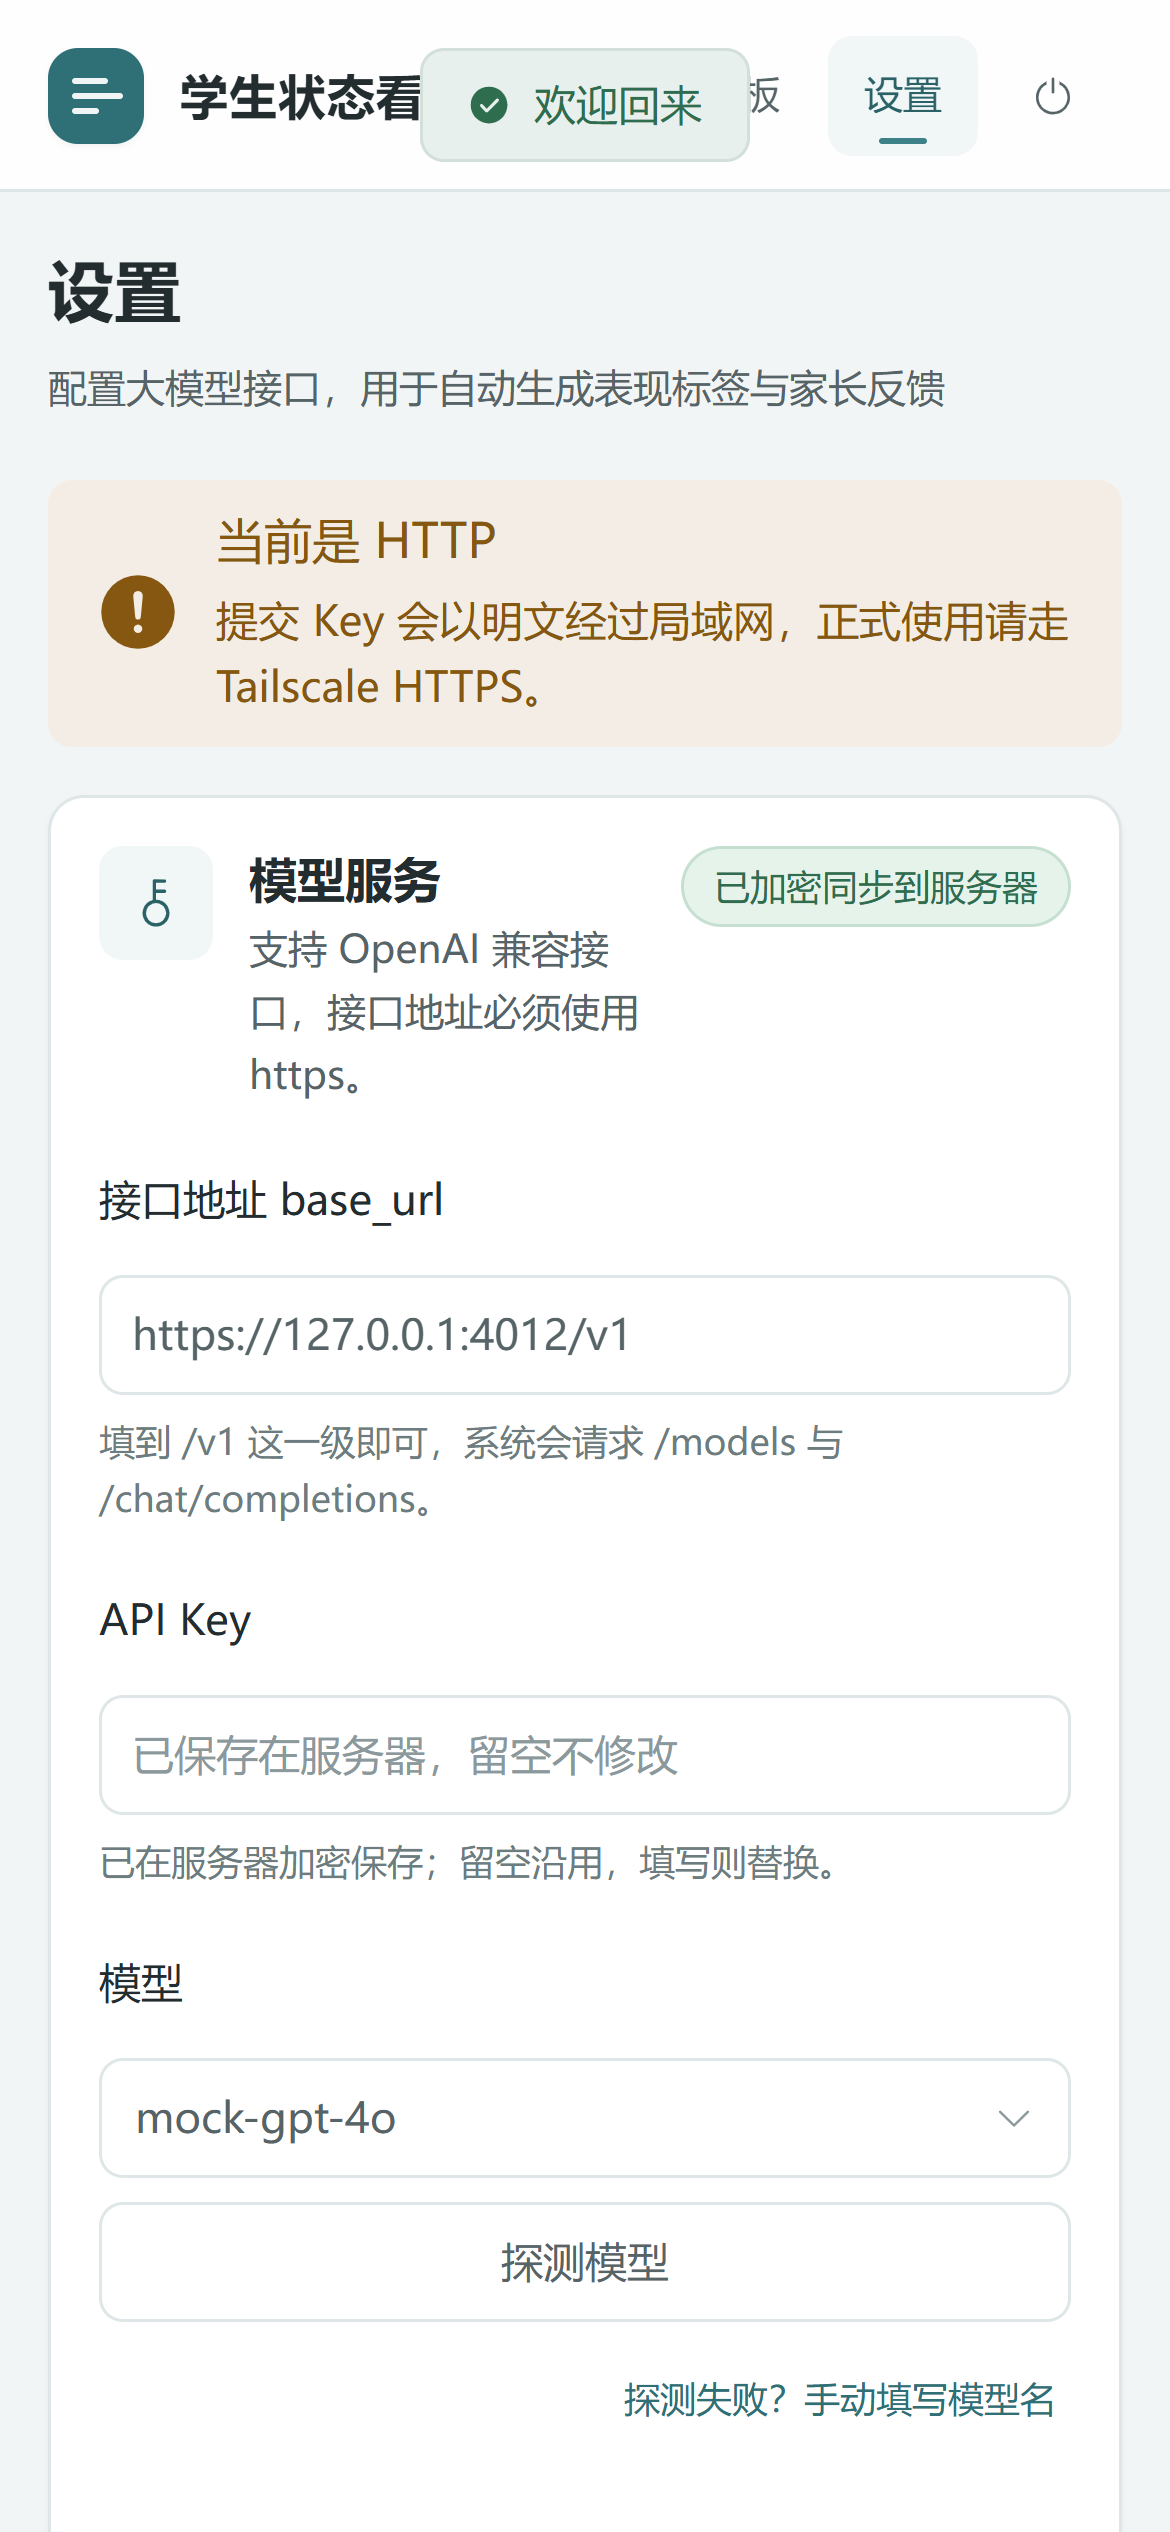 学生状态看
欢迎回来
板
设置
设置
配置大模型接口，用于自动生成表现标签与家长反馈
当前是 HTTP
提交 Key 会以明文经过局域网，正式使用请走
Tailscale HTTPS。
模型服务
已加密同步到服务器
支持 OpenAI 兼容接
口，接口地址必须使用
https。
接口地址 base_url
https://127.0.0.1:4012/v1
填到 /v1 这一级即可，系统会请求 /models 与
/chat/completions。
API Key
已保存在服务器，留空不修改
已在服务器加密保存；留空沿用，填写则替换。
模型
mock-gpt-4o
探测模型
探测失败？手动填写模型名